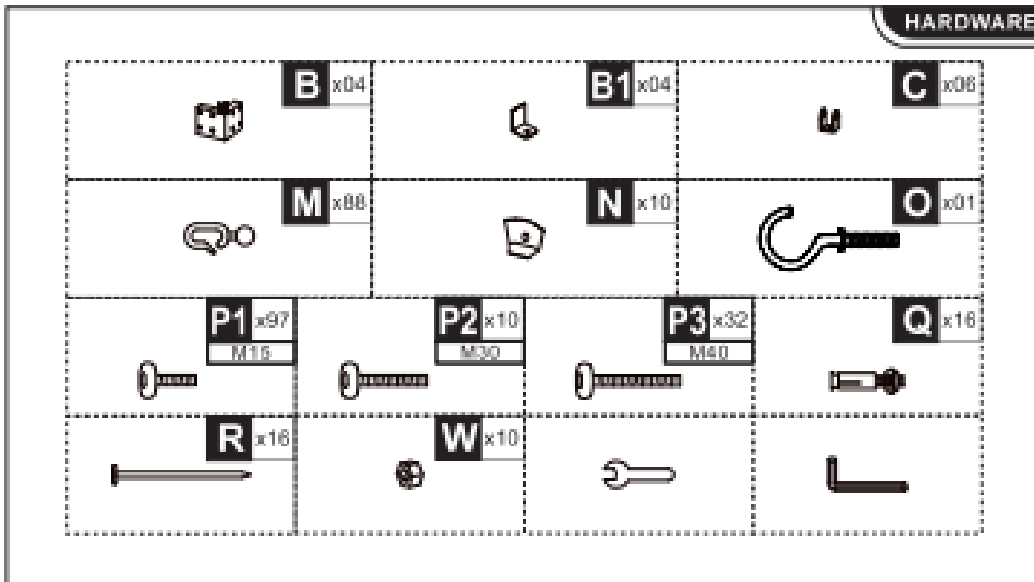 HARDWARE
B x04
B1 x04
C x06
M x88
N x10
O x01
P1 x97
M15
P2 x10
M30
P3 x32
M40
Q x16
R x16
W x10